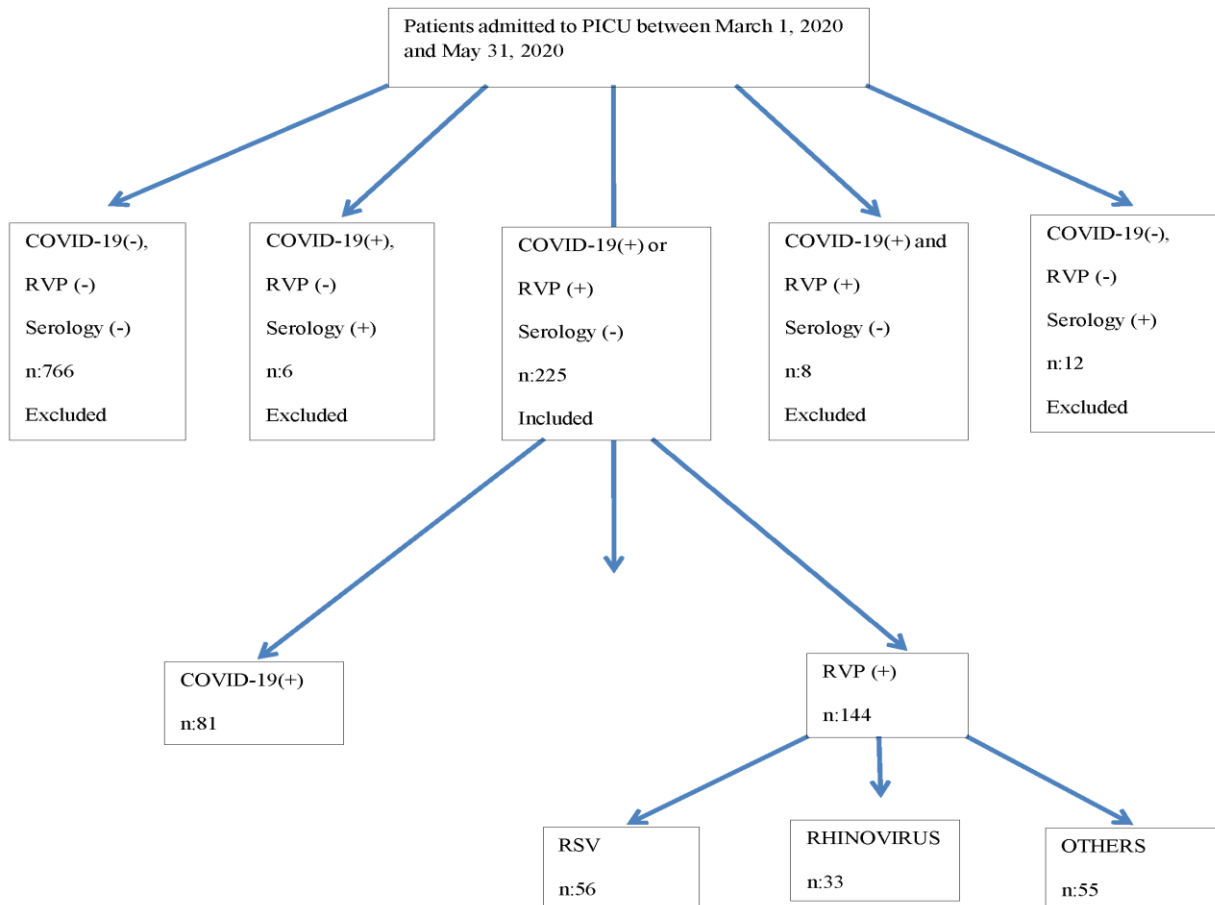 Patients admitted to PICU between March 1, 2020
and May 31, 2020
COVID-19(-),
RVP (-)
Serology (-)
n:766
Excluded
COVID-19(+),
RVP (-)
Serology (+)
n:6
Excluded
COVID-19(+) or
RVP (+)
Serology (-)
n:225
Included
COVID-19(+) and
RVP (+)
Serology (-)
n:8
Excluded
COVID-19(-),
RVP (-)
Serology (+)
n:12
Excluded
COVID-19(+)
n:81
RVP (+)
n:144
RSV
n:56
RHINOVIRUS
n:33
OTHERS
n:55